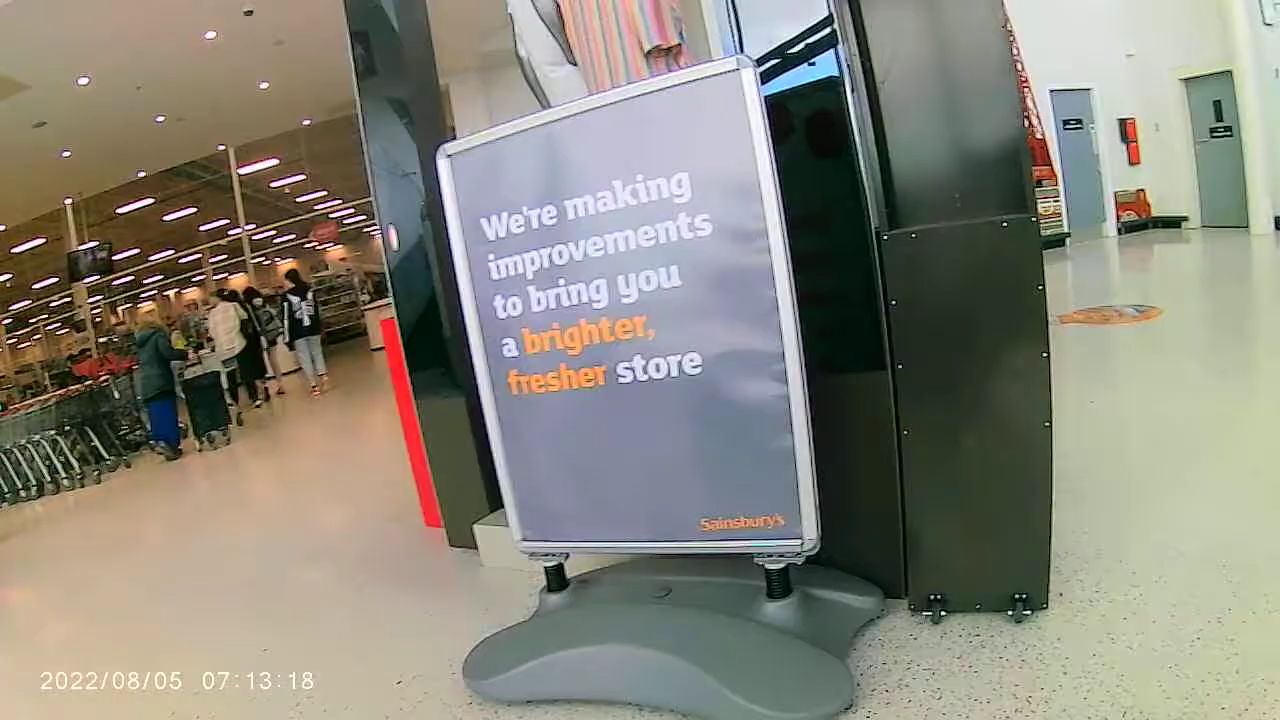 We're making
improvements
to bring you
a brighter,
fresher store
Sainsbury's
2022/08/05 07:13:18